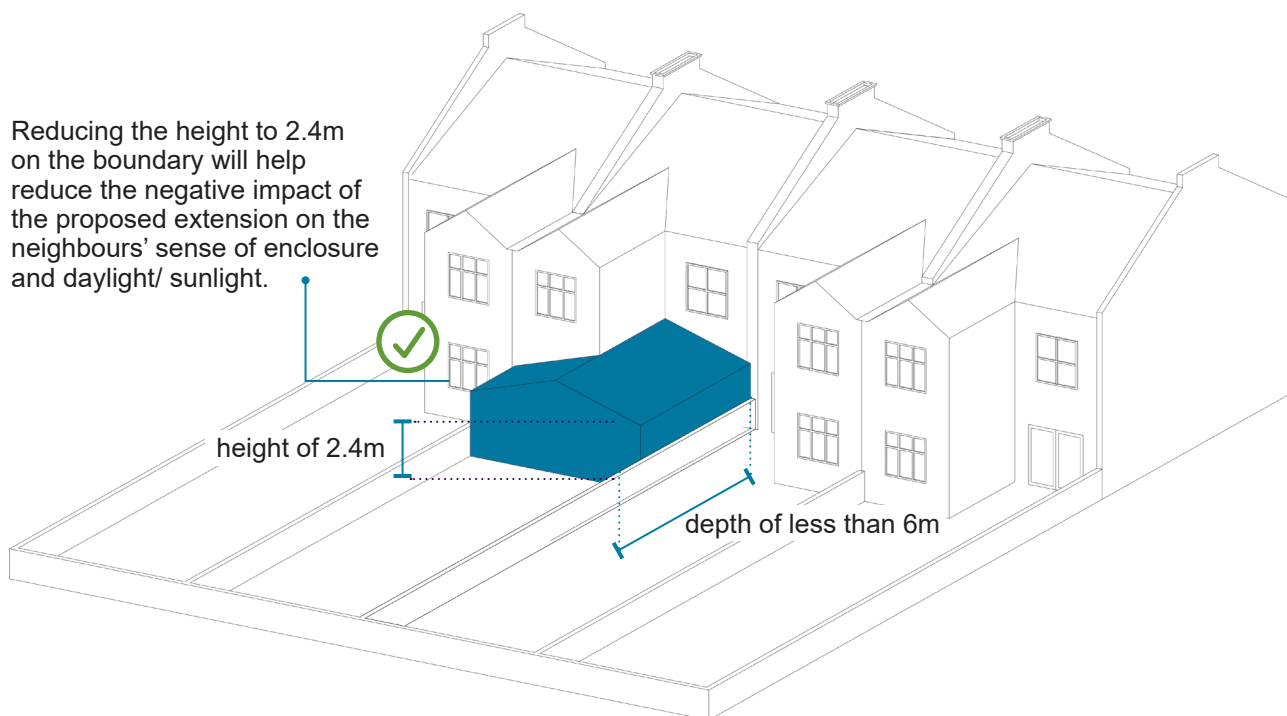 Reducing the height to 2.4m
on the boundary will help
reduce the negative impact of
the proposed extension on the
neighbours’ sense of enclosure
and daylight/ sunlight.
height of 2.4m
depth of less than 6m